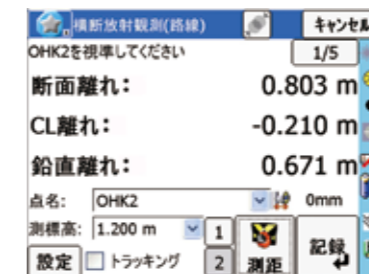 横断放射観測(路線)
キャンセル
OHK2を視準してください 1/5
断面離れ: 0.803 m
CL離れ: -0.210 m
鉛直離れ: 0.671 m
点名: OHK2 0mm
測標高: 1.200 m 1
設定 トラッキング 2 測距 記録